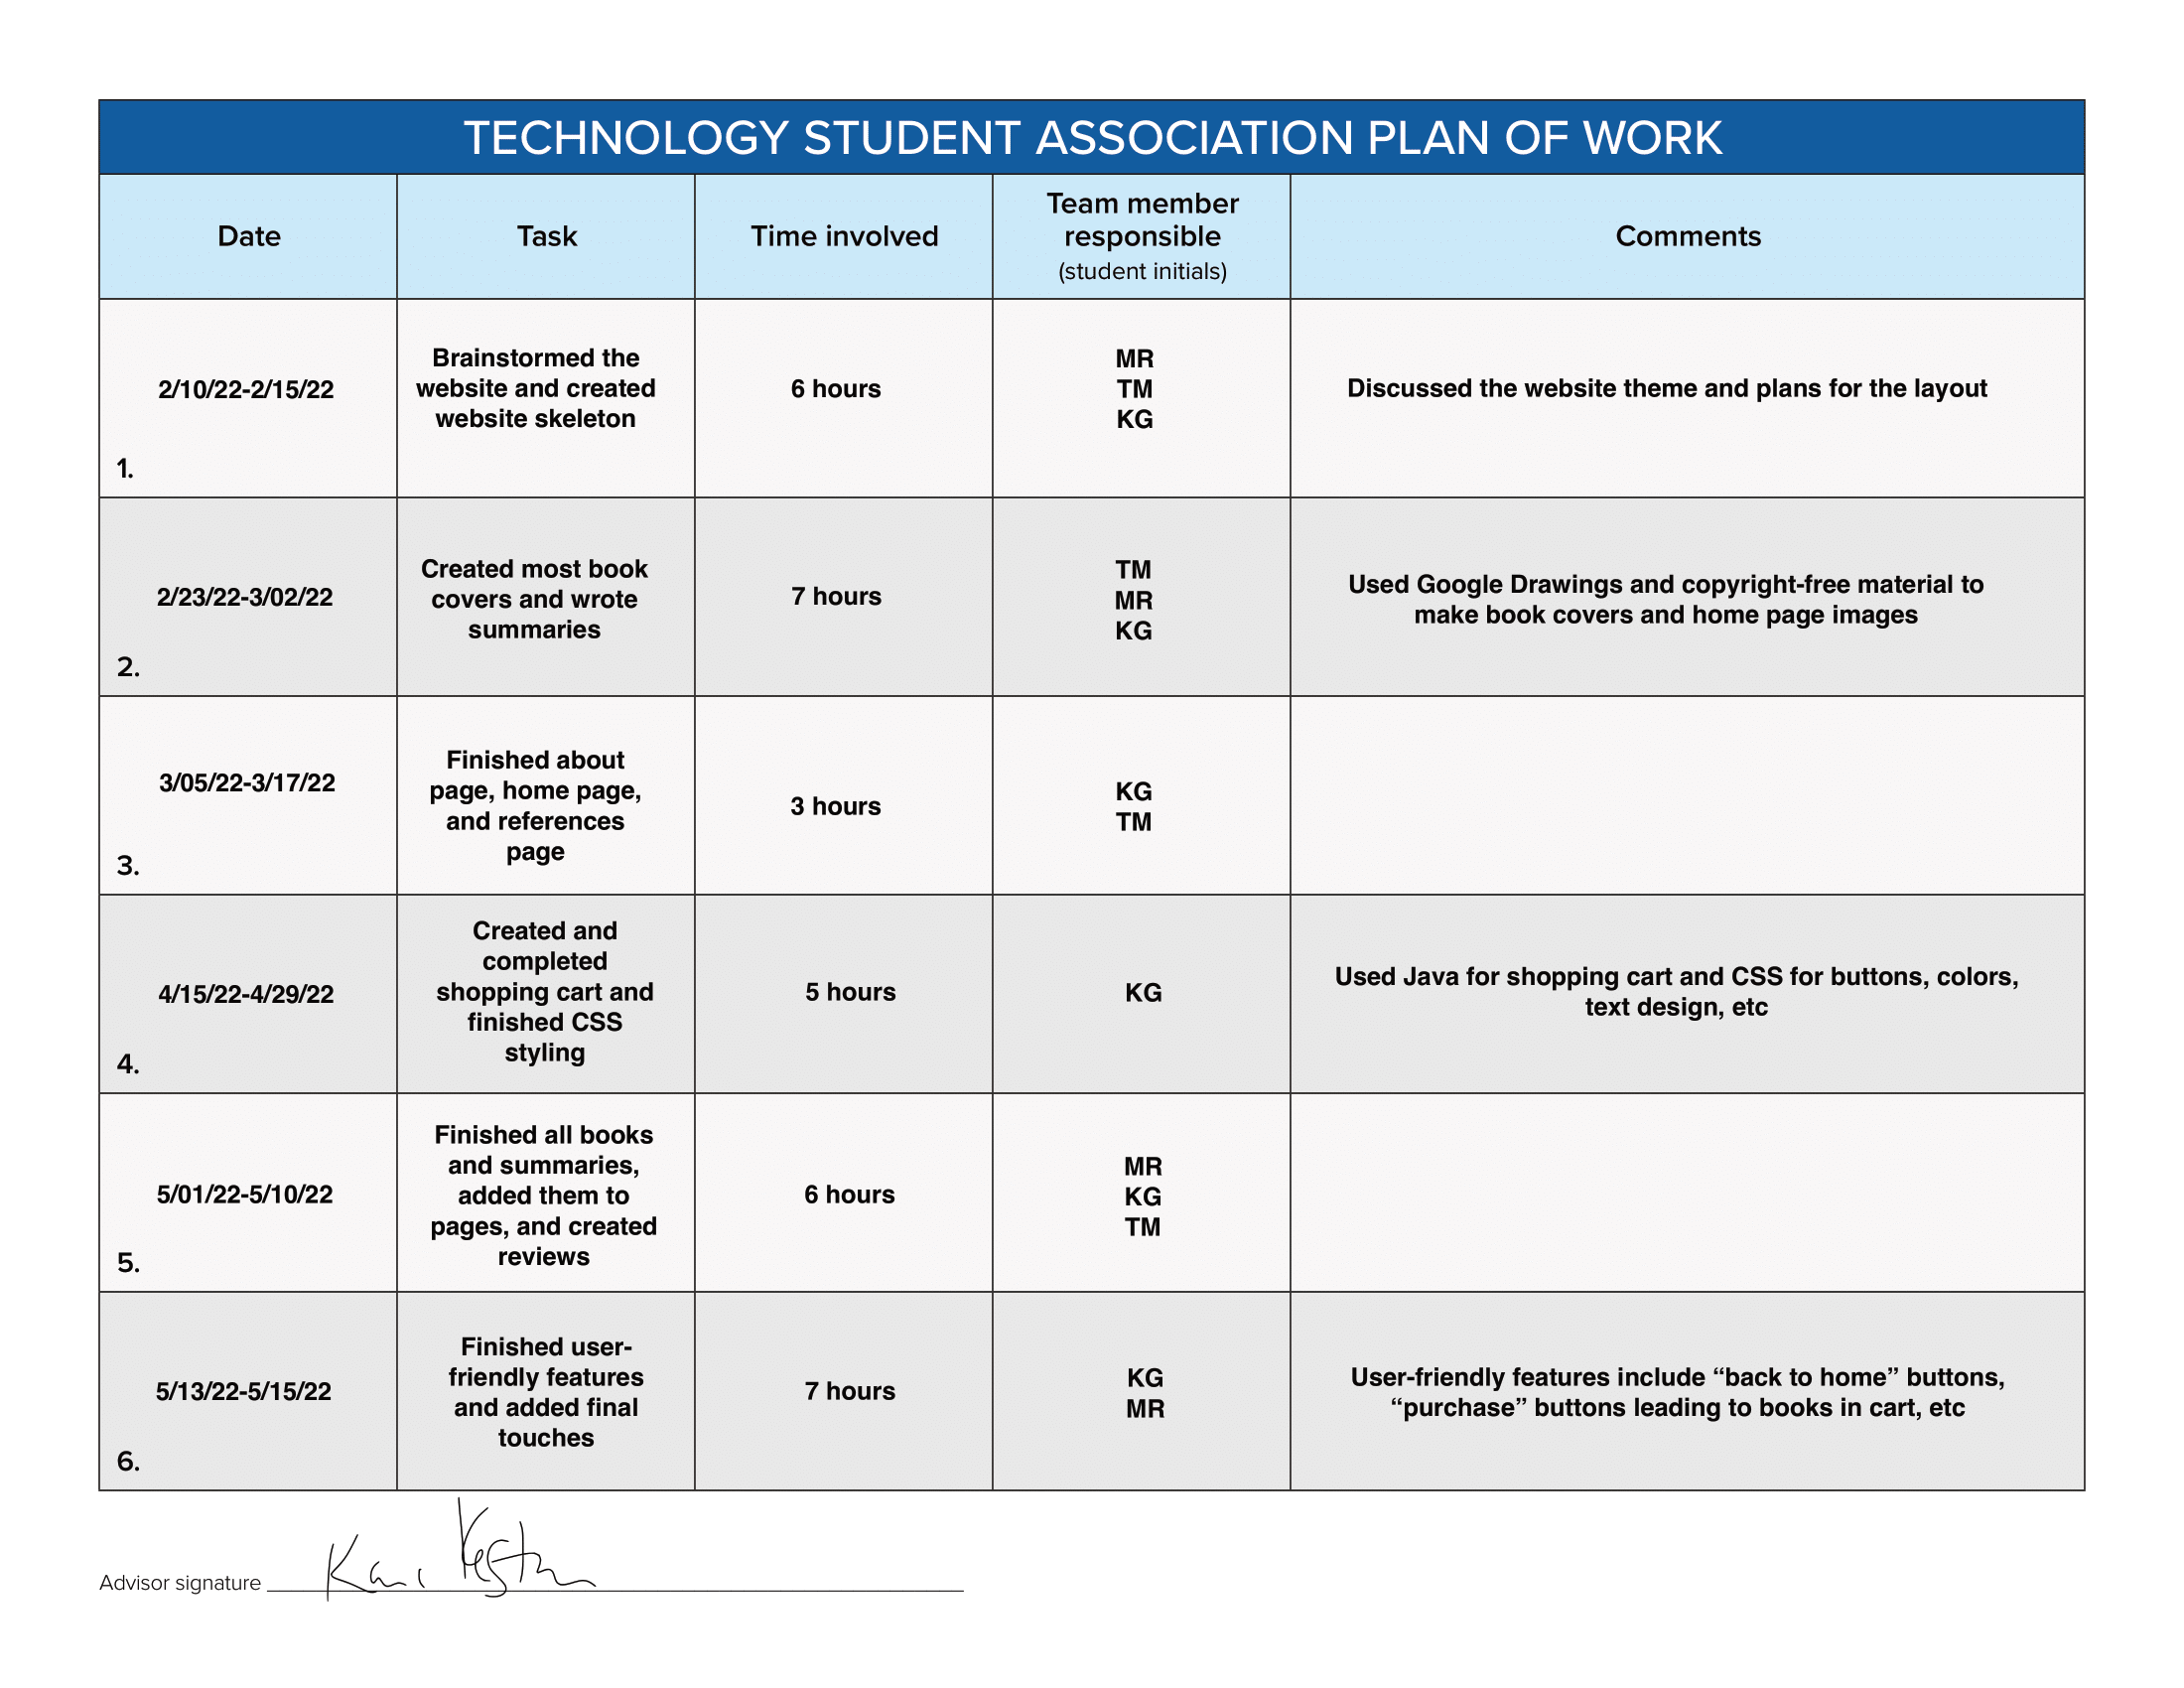 TECHNOLOGY STUDENT ASSOCIATION PLAN OF WORK
Date
Task
Time involved
Team member
responsible
(student initials)
Comments
1.
2/10/22-2/15/22
Brainstormed the
website and created
website skeleton
6 hours
MR
TM
KG
Discussed the website theme and plans for the layout
2.
2/23/22-3/02/22
Created most book
covers and wrote
summaries
7 hours
TM
MR
KG
Used Google Drawings and copyright-free material to
make book covers and home page images
3.
3/05/22-3/17/22
Finished about
page, home page,
and references
page
3 hours
KG
TM
4.
4/15/22-4/29/22
Created and
completed
shopping cart and
finished CSS
styling
5 hours
KG
Used Java for shopping cart and CSS for buttons, colors,
text design, etc
5.
5/01/22-5/10/22
Finished all books
and summaries,
added them to
pages, and created
reviews
6 hours
MR
KG
TM
6.
5/13/22-5/15/22
Finished user-
friendly features
and added final
touches
7 hours
KG
MR
User-friendly features include “back to home” buttons,
“purchase” buttons leading to books in cart, etc
Advisor signature